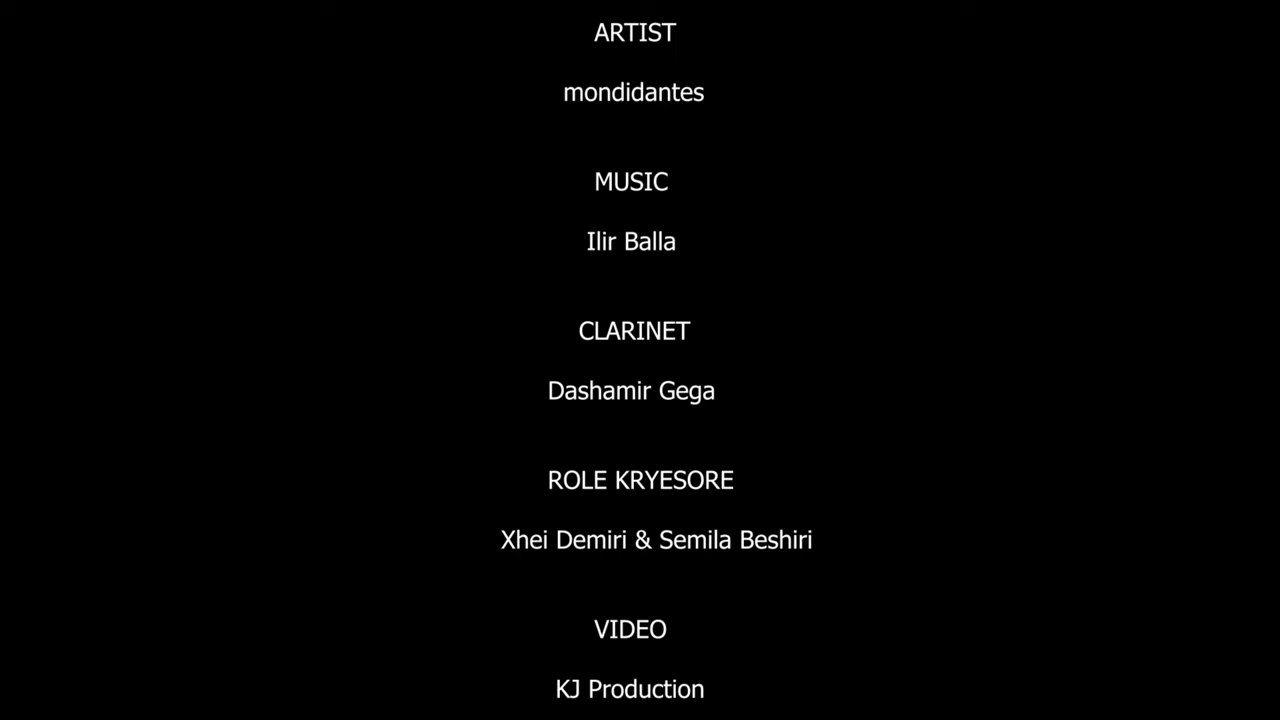 ARTIST
mondidantes
MUSIC
Ilir Balla
CLARINET
Dashamir Gega
ROLE KRYESORE
Xhei Demiri & Semila Beshiri
VIDEO
KJ Production